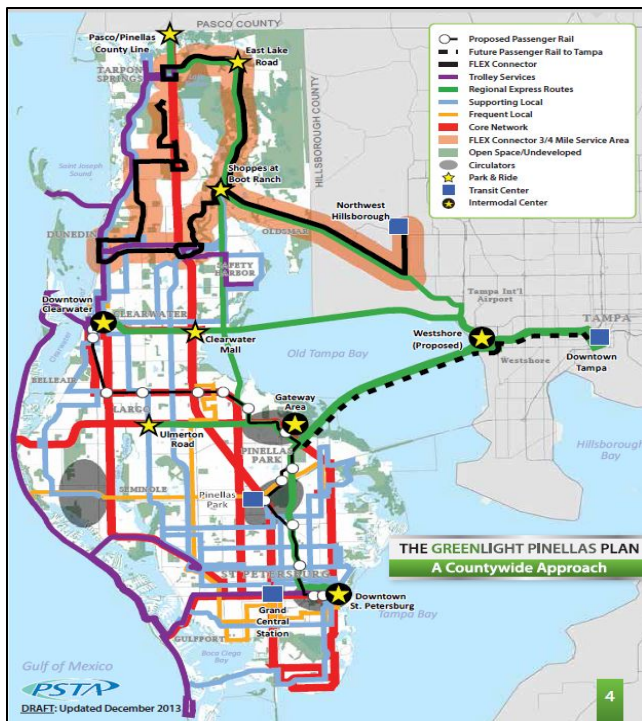 PASCO COUNTY
Pasco/Pinellas
County Line
East Lake
Road
TARPON
SPRINGS
HILLSBOROUGH COUNTY
Proposed Passenger Rail
Future Passenger Rail to Tampa
FLEX Connector
Trolley Services
Regional Express Routes
Supporting Local
Frequent Local
Core Network
FLEX Connector 3/4 Mile Service Area
Open Space/Undeveloped
Circulators
Park & Ride
Transit Center
Intermodal Center
Saint Joseph
Sound
Shoppes at
Boot Ranch
Northwest
Hillsborough
DUNEDIN
OLDSMAR
SAFETY
HARBOR
Tampa Int'l
Airport
Downtown
Clearwater
CLEARWATER
Clearwater
Mall
Westshore
(Proposed)
TAMPA
Westshore
Downtown
Tampa
Old Tampa Bay
BELLEAIR
LARGO
Gateway
Area
Ulmerton
Road
PINELLAS
PARK
Hillsborough
Bay
SEMINOLE
Pinellas
Park
THE GREENLIGHT PINELLAS PLAN
A Countywide Approach
ST PETERSBURG
Downtown
St. Petersburg
Tampa Bay
Grand
Central
Station
GULFPORT
Boca Ciega
Bay
Gulf of Mexico
PSTA
DRAFT: Updated December 2013
4